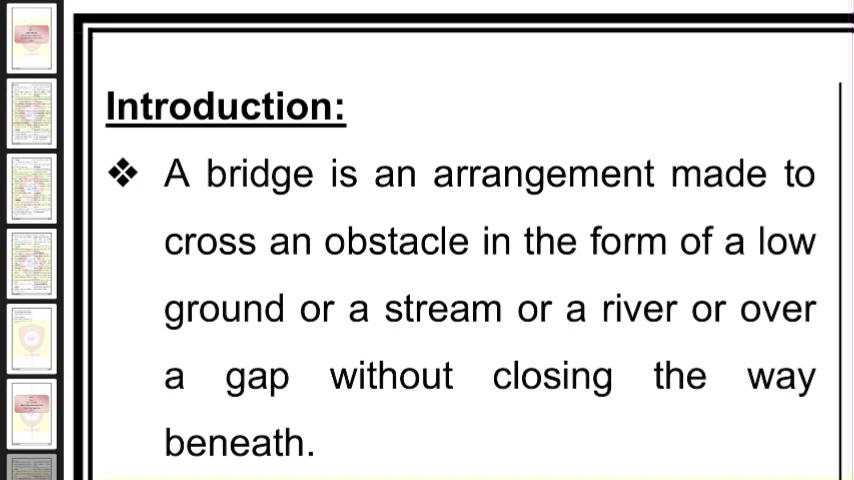 Introduction:
❖ A bridge is an arrangement made to
cross an obstacle in the form of a low
ground or a stream or a river or over
a gap without closing the way
beneath.